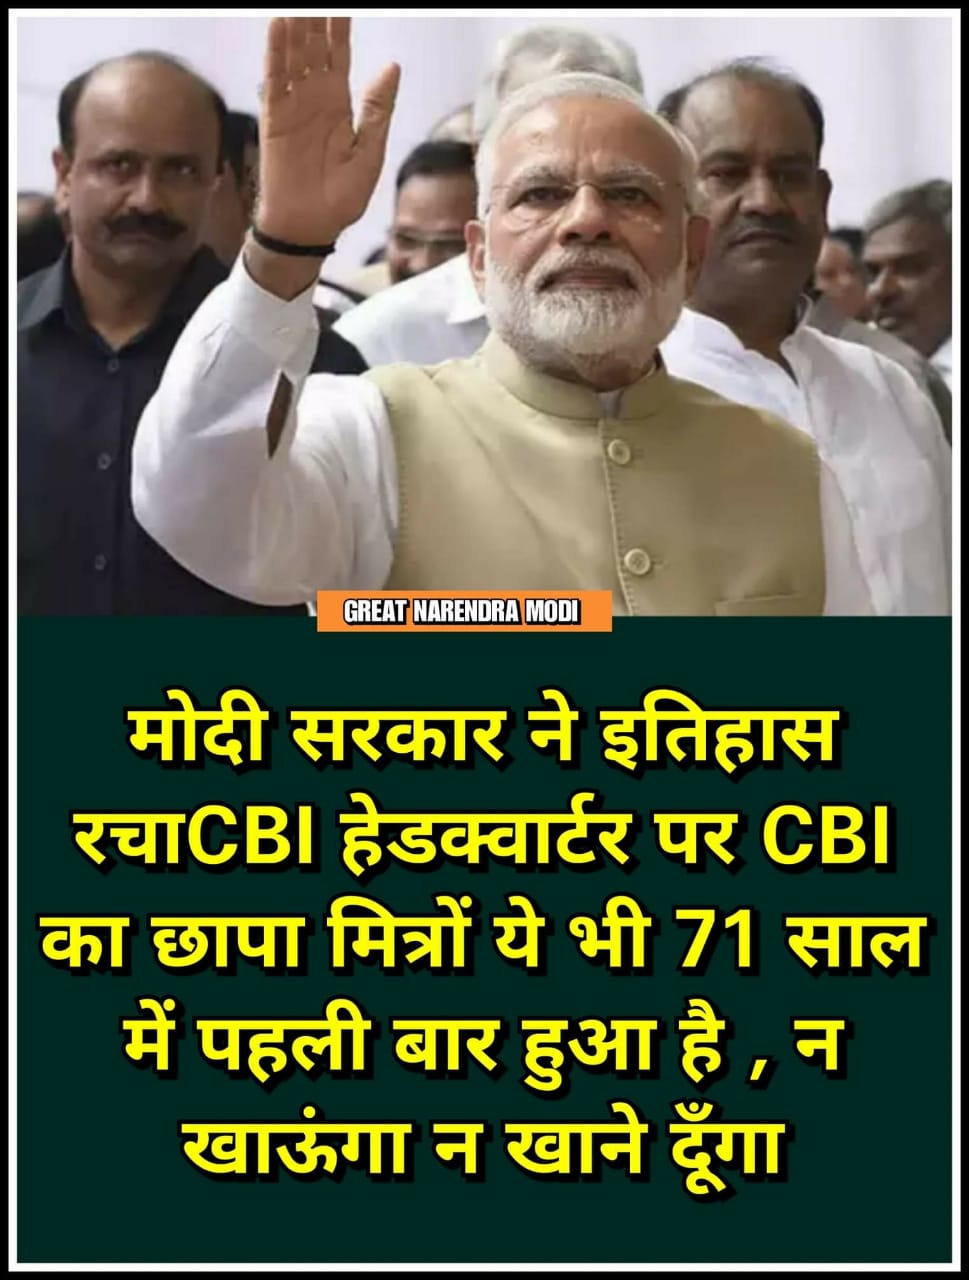 GREAT NARENDRA MODI
मोदी सरकार ने इतिहास
रचाCBI हेडक्वार्टर पर CBI
का छापा मित्रों ये भी 71 साल
में पहली बार हुआ है , न
खाऊंगा न खाने दूँगा